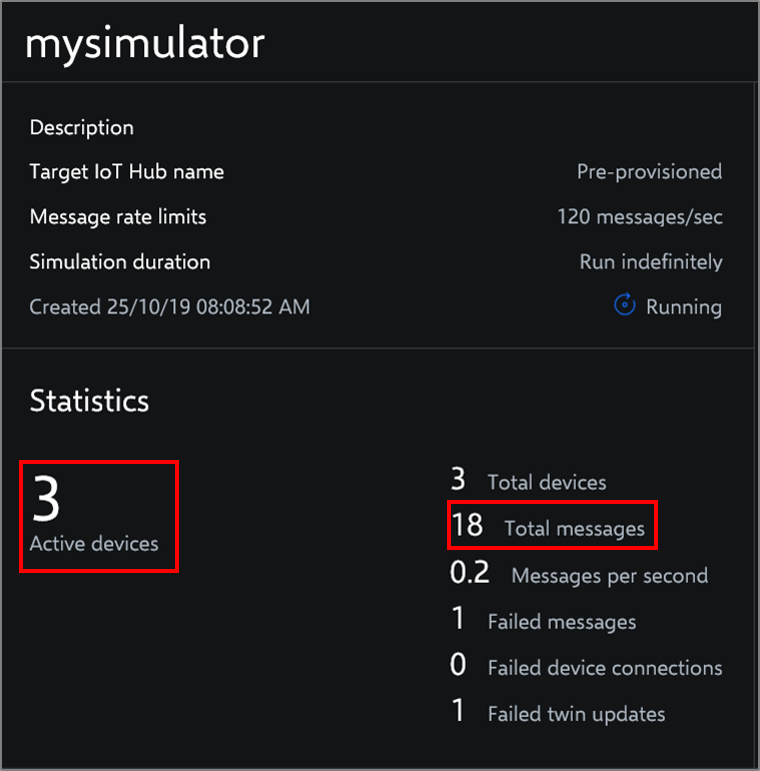 mysimulator
Description
Target IoT Hub name Pre-provisioned
Message rate limits 120 messages/sec
Simulation duration Run indefinitely
Created 25/10/19 08:08:52 AM Running
Statistics
3
Active devices
3 Total devices
18 Total messages
0.2 Messages per second
1 Failed messages
0 Failed device connections
1 Failed twin updates